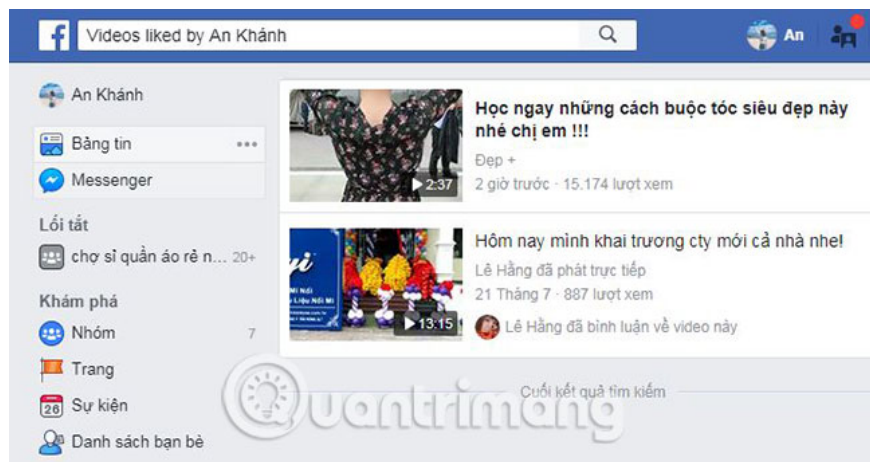 f
Videos liked by An Khánh
An
An Khánh
Bảng tin
Messenger
Lối tắt
chợ sỉ quần áo rẻ n... 20+
Khám phá
Nhóm 7
Trang
26 Sự kiện
Danh sách bạn bè
Học ngay những cách buộc tóc siêu đẹp này
nhé chị em !!!
Đẹp +
2 giờ trước · 15.174 lượt xem
2:37
Hôm nay mình khai trương cty mới cả nhà nhe!
Lê Hằng đã phát trực tiếp
21 Tháng 7 · 887 lượt xem
Lê Hằng đã bình luận về video này
13:15
Cuối kết quả tìm kiếm
Quantrimang